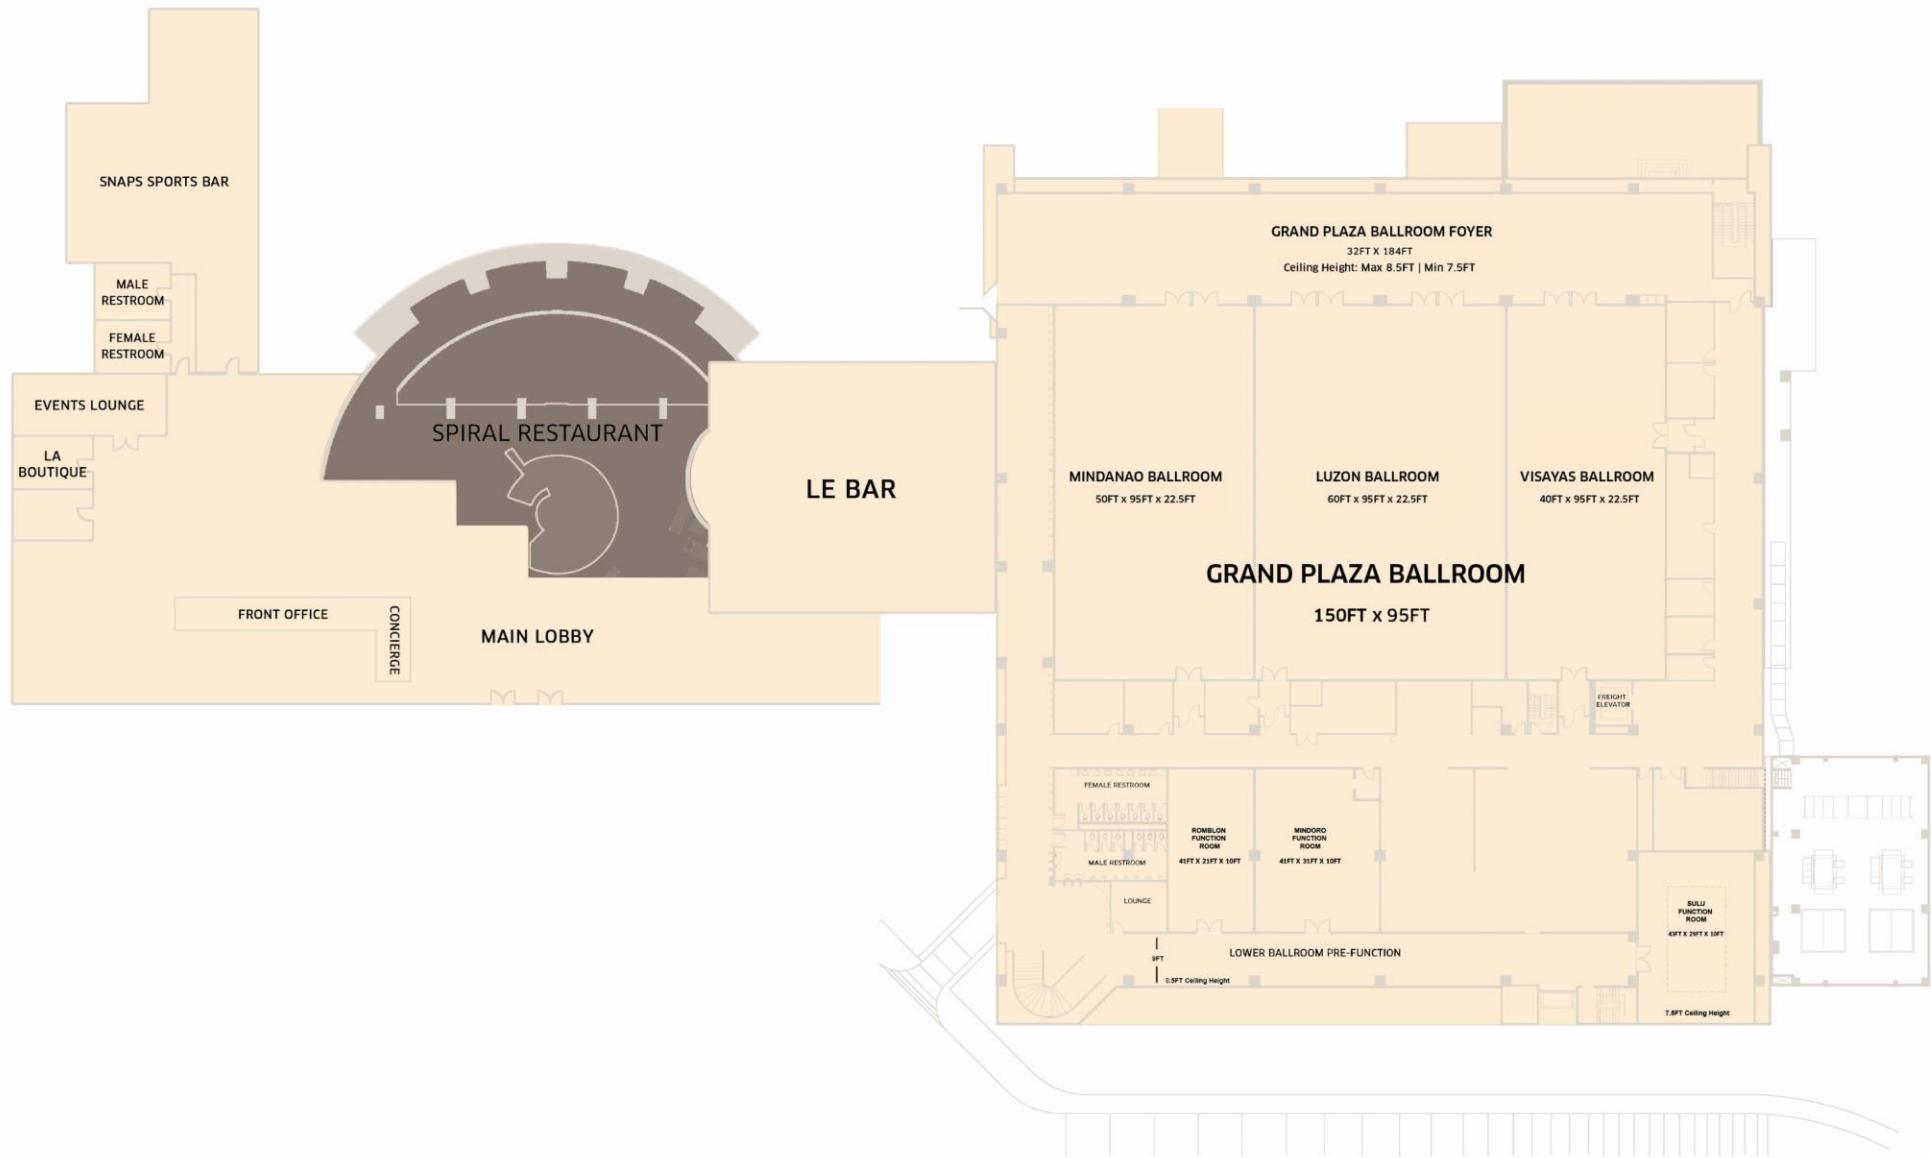 SNAPS SPORTS BAR
MALE
RESTROOM
FEMALE
RESTROOM
EVENTS LOUNGE
LA
BOUTIQUE
FRONT OFFICE
CONCIERGE
MAIN LOBBY
SPIRAL RESTAURANT
LE BAR
GRAND PLAZA BALLROOM FOYER
32FT X 184FT
Ceiling Height: Max 8.5FT | Min 7.5FT
MINDANAO BALLROOM
50FT x 95FT x 22.5FT
LUZON BALLROOM
60FT x 95FT x 22.5FT
VISAYAS BALLROOM
40FT x 95FT x 22.5FT
GRAND PLAZA BALLROOM
150FT x 95FT
FREIGHT
ELEVATOR
FEMALE RESTROOM
MALE RESTROOM
LOUNGE
ROMBLON
FUNCTION
ROOM
41FT X 21FT X 10FT
MINDORO
FUNCTION
ROOM
41FT X 31FT X 10FT
SULU
FUNCTION
ROOM
43FT X 29FT X 10FT
LOWER BALLROOM PRE-FUNCTION
9FT
Ceiling Height
Ceiling Height